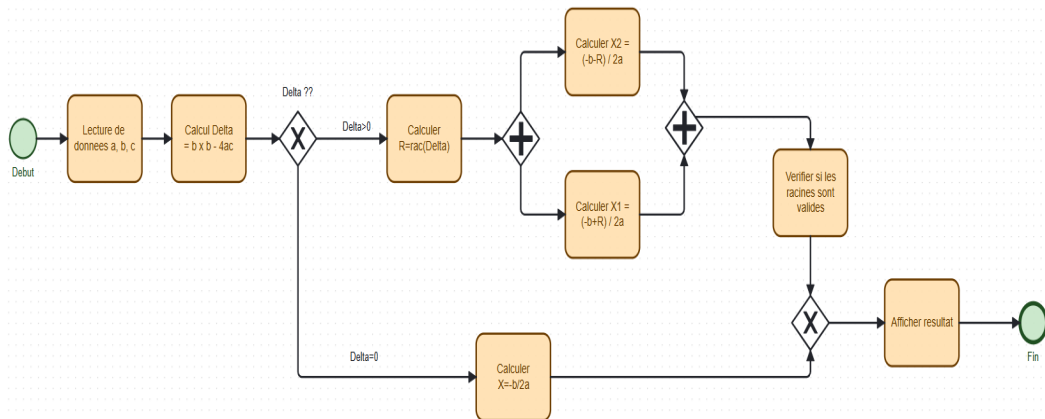 Debut
Lecture de
donnees a, b, c
Calcul Delta
= b x b - 4ac
Delta ??
Delta>0
Calculer
R=rac(Delta)
Calculer X2 =
(-b-R) / 2a
Calculer X1 =
(-b+R) / 2a
Verifier si les
racines sont
valides
Delta=0
Calculer
X=-b/2a
Afficher resultat
Fin